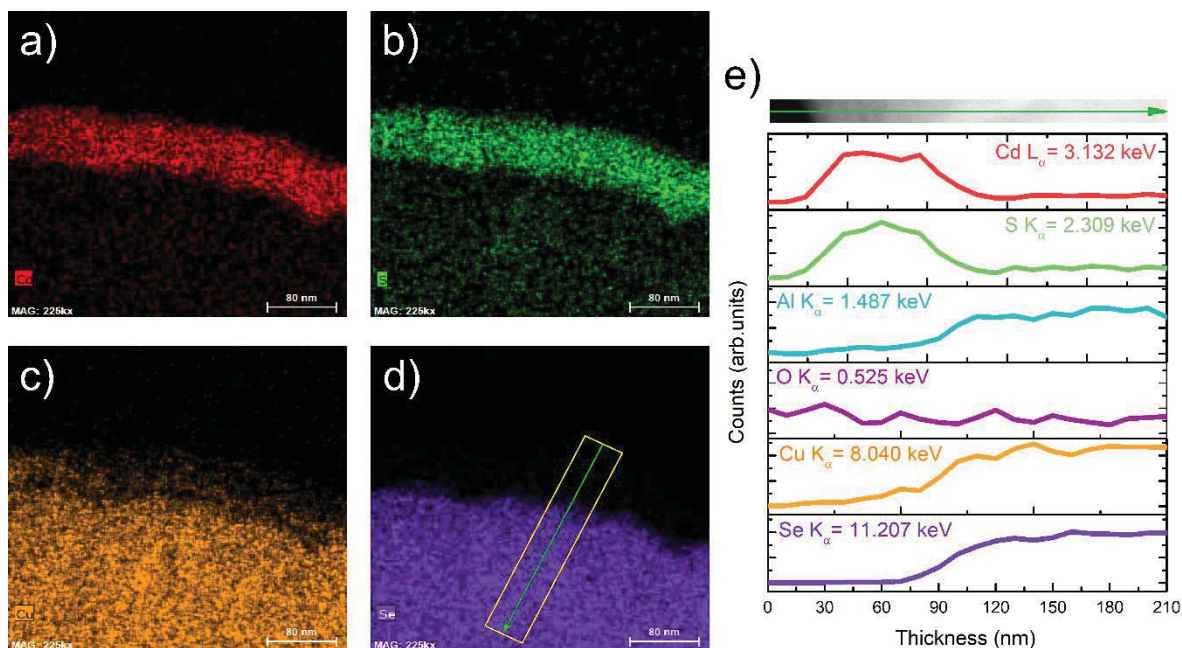 a)
Cd
MAG: 225kx
80 nm
b)
S
MAG: 225kx
80 nm
c)
Cu
MAG: 225kx
80 nm
d)
Se
MAG: 225kx
80 nm
e)
Cd Lα = 3.132 keV
S Kα = 2.309 keV
Al Kα = 1.487 keV
O Kα = 0.525 keV
Cu Kα = 8.040 keV
Se Kα = 11.207 keV
Counts (arb.units)
0 30 60 90 120 150 180 210
Thickness (nm)